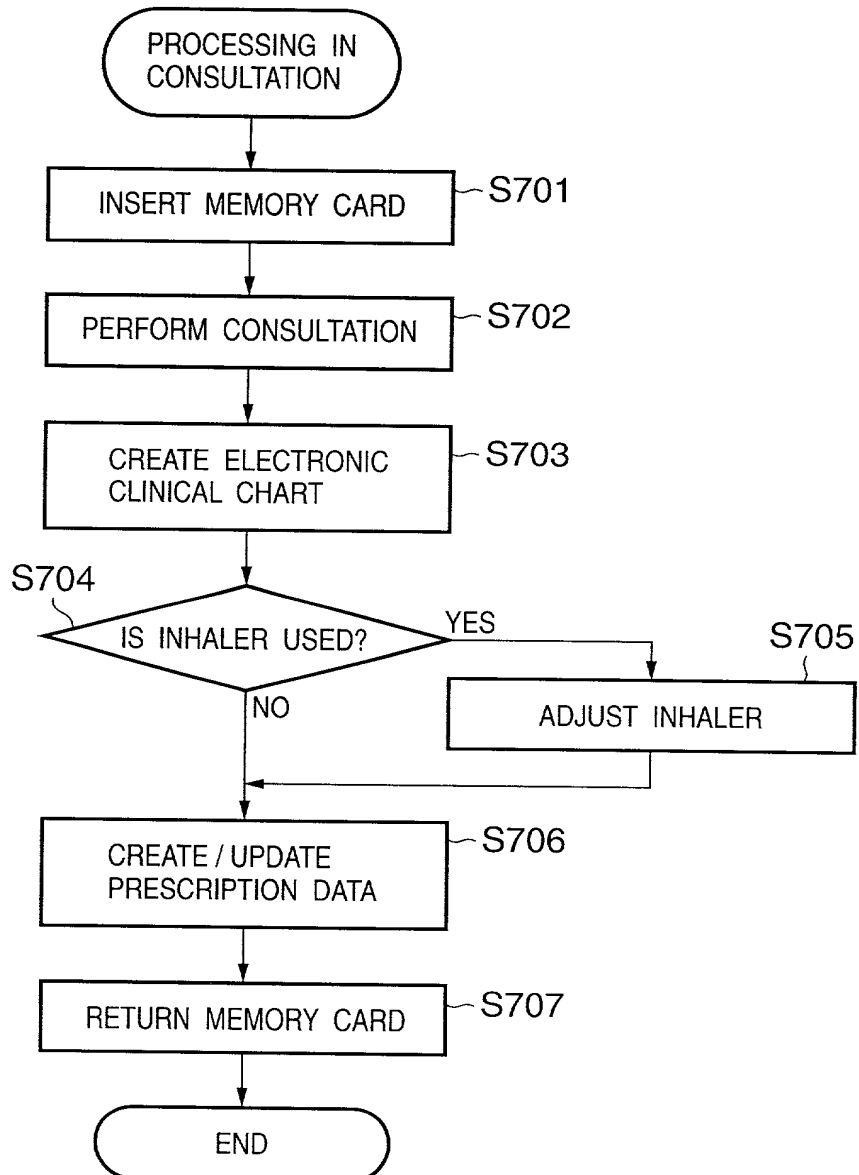 PROCESSING IN
CONSULTATION
INSERT MEMORY CARD
S701
PERFORM CONSULTATION
S702
CREATE ELECTRONIC
CLINICAL CHART
S703
S704
IS INHALER USED?
YES
NO
S705
ADJUST INHALER
CREATE / UPDATE
PRESCRIPTION DATA
S706
RETURN MEMORY CARD
S707
END